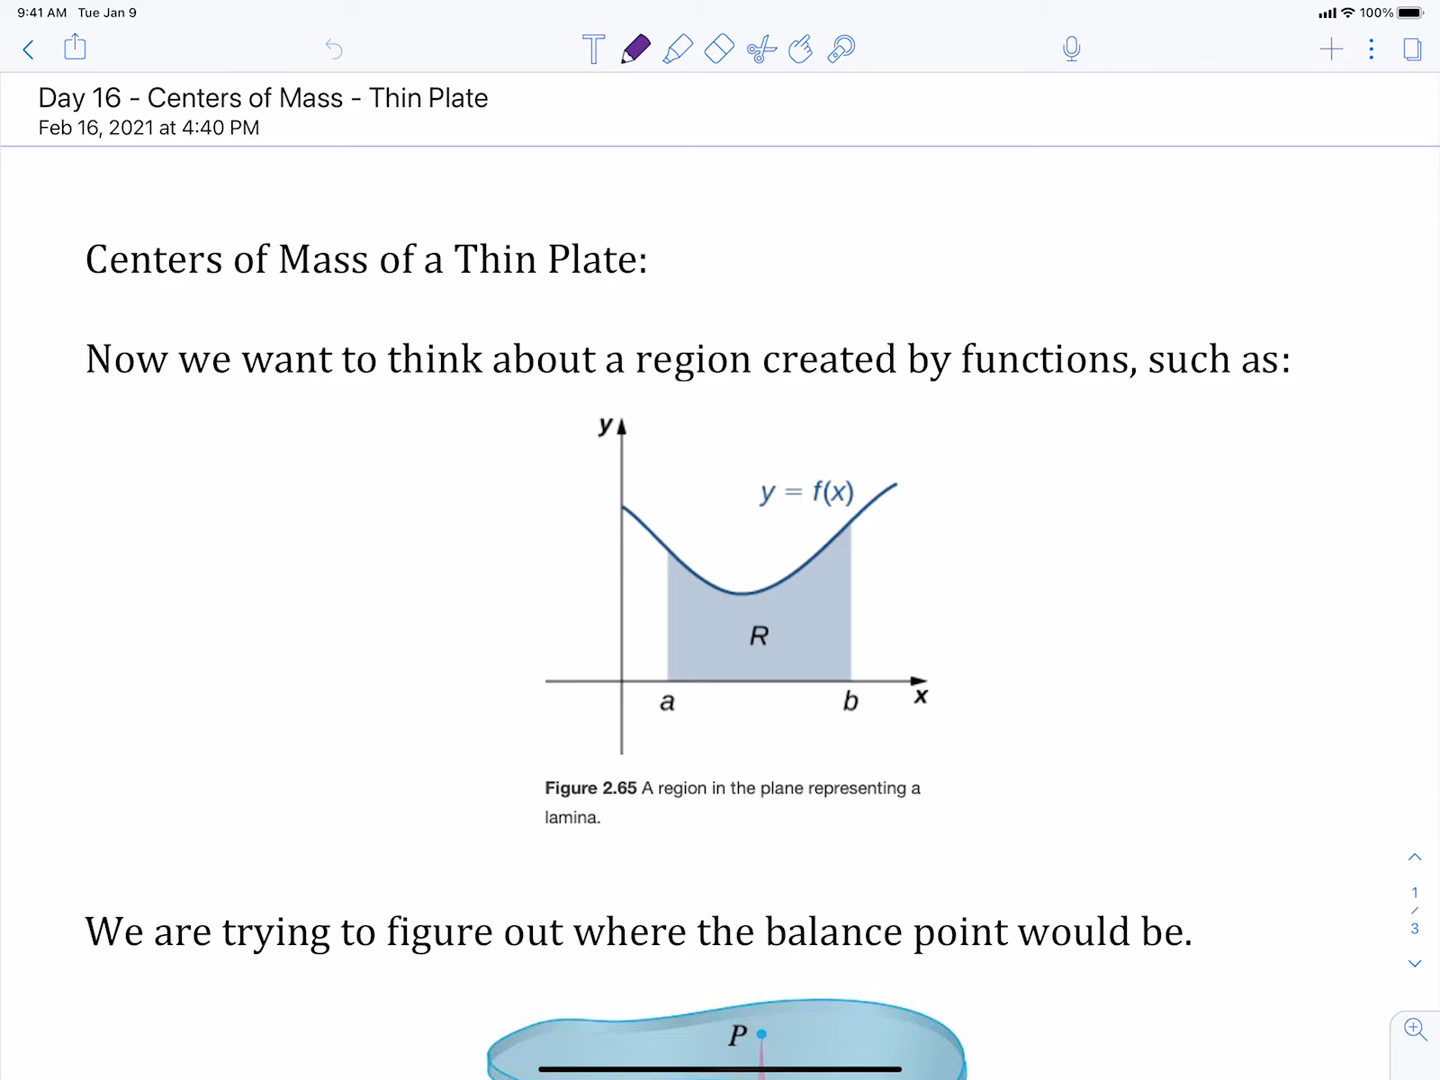 9:41 AM Tue Jan 9
100%
Day 16 - Centers of Mass - Thin Plate
Feb 16, 2021 at 4:40 PM
Centers of Mass of a Thin Plate:
Now we want to think about a region created by functions, such as:
y
y = f(x)
R
a
b
x
Figure 2.65 A region in the plane representing a
lamina.
1
/
3
We are trying to figure out where the balance point would be.
P